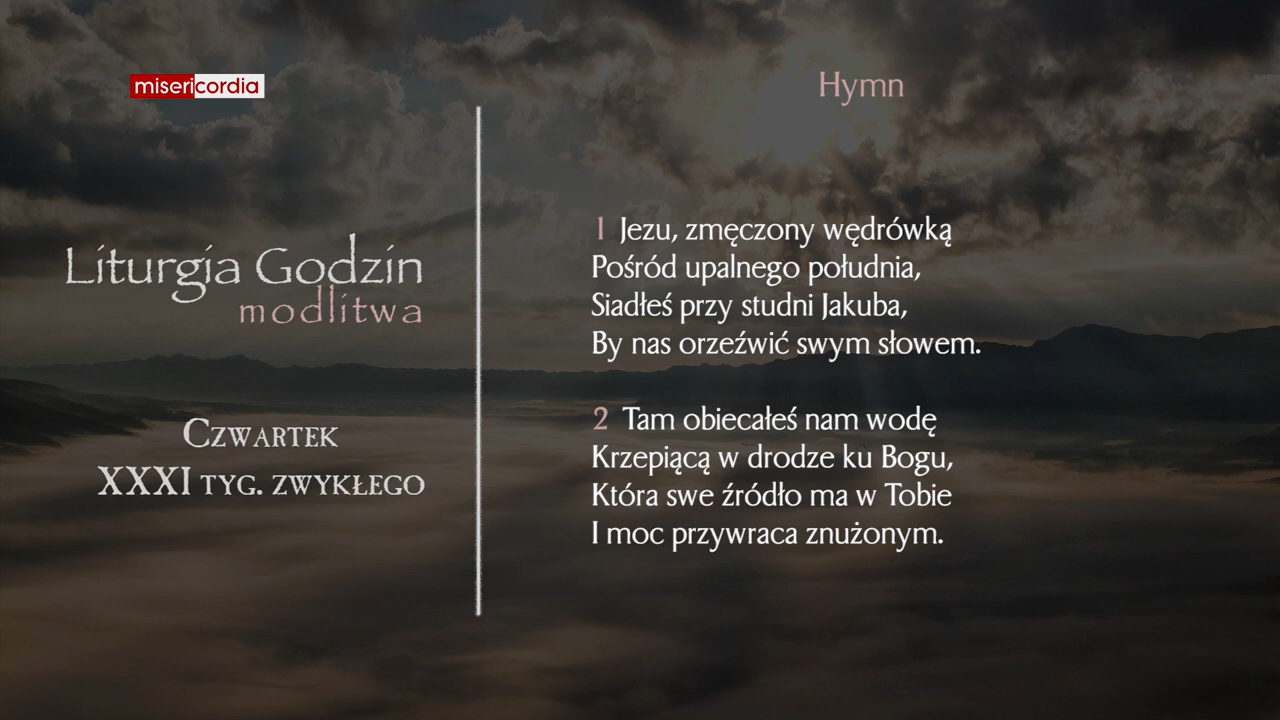 misericordia
Liturgia Godzin
modlitwa
Czwartek
XXXI tyg. zwykłego
Hymn
1 Jezu, zmęczony wędrówką
Pośród upalnego południa,
Siadłeś przy studni Jakuba,
By nas orzeźwić swym słowem.
2 Tam obiecałeś nam wodę
Krzepiącą w drodze ku Bogu,
Która swe źródło ma w Tobie
I moc przywraca znużonym.